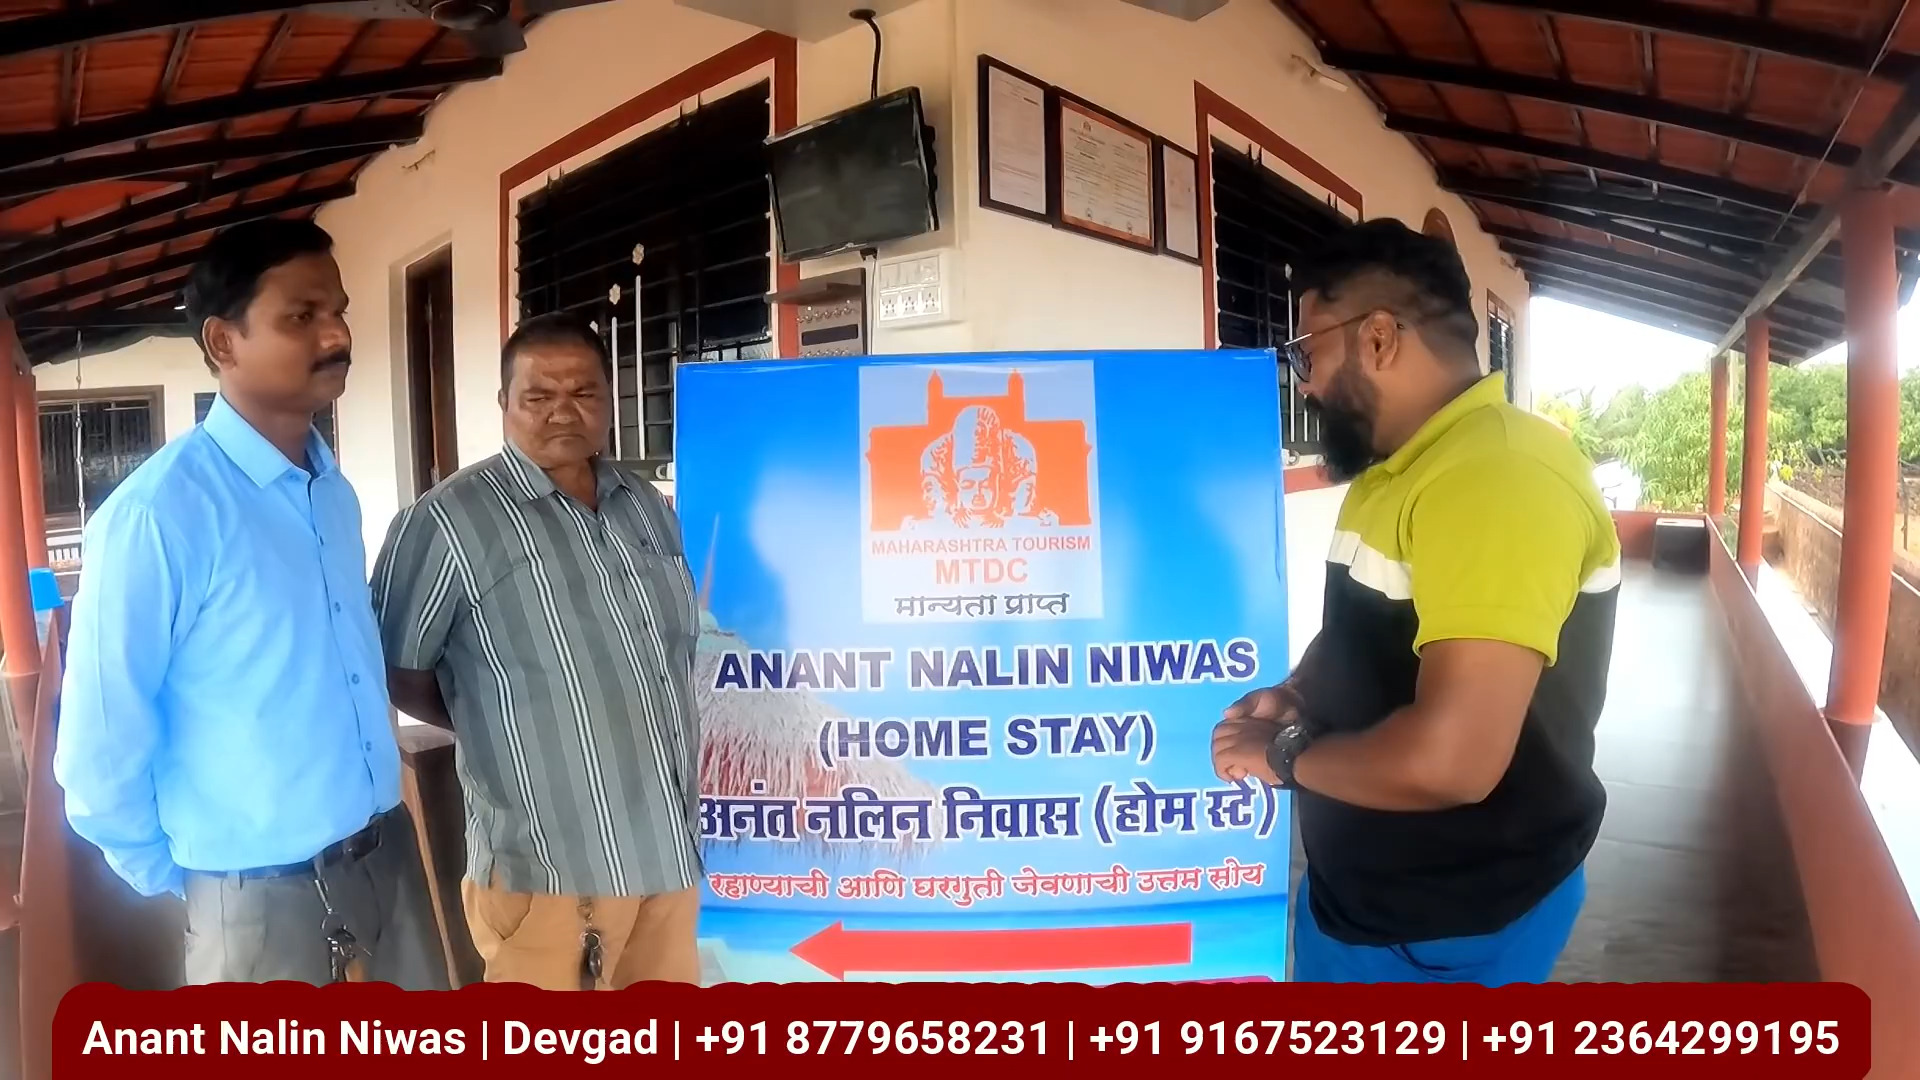 MAHARASHTRA TOURISM
MTDC
मान्यता प्राप्त
ANANT NALIN NIWAS
(HOME STAY)
अनंत नलिन निवास (होम स्टे)
रहाण्याची आणि घरगुती जेवणाची उत्तम सोय
Anant Nalin Niwas | Devgad | +91 8779658231 | +91 9167523129 | +91 2364299195